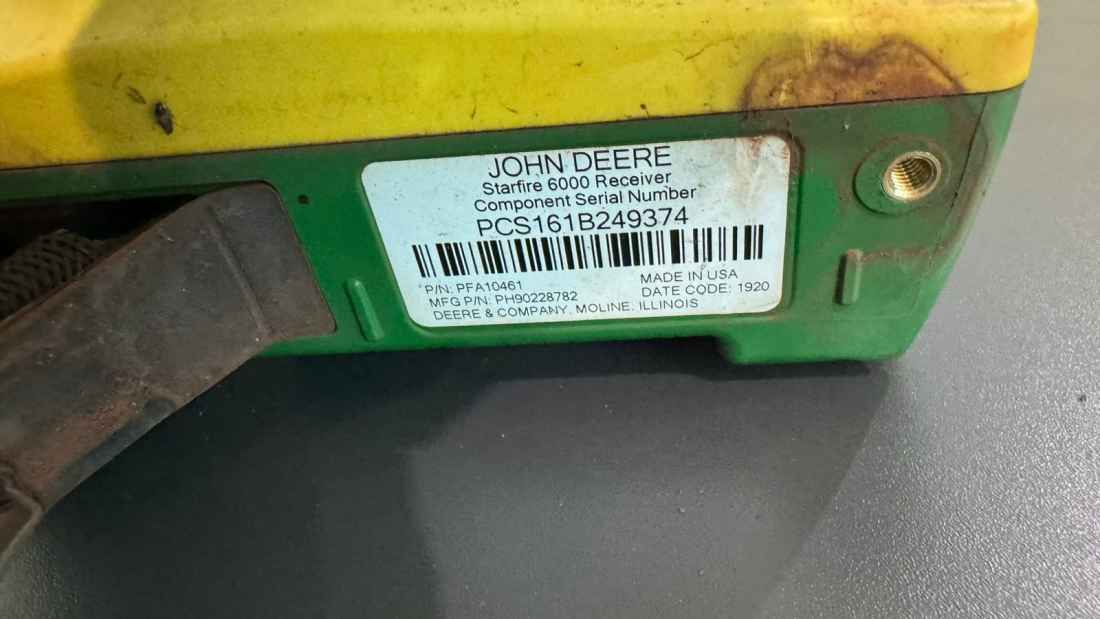 JOHN DEERE
Starfire 6000 Receiver
Component Serial Number
PCS161B249374
P/N: PFA10461
MADE IN USA
MFG P/N: PH90228782
DATE CODE: 1920
DEERE & COMPANY, MOLINE, ILLINOIS